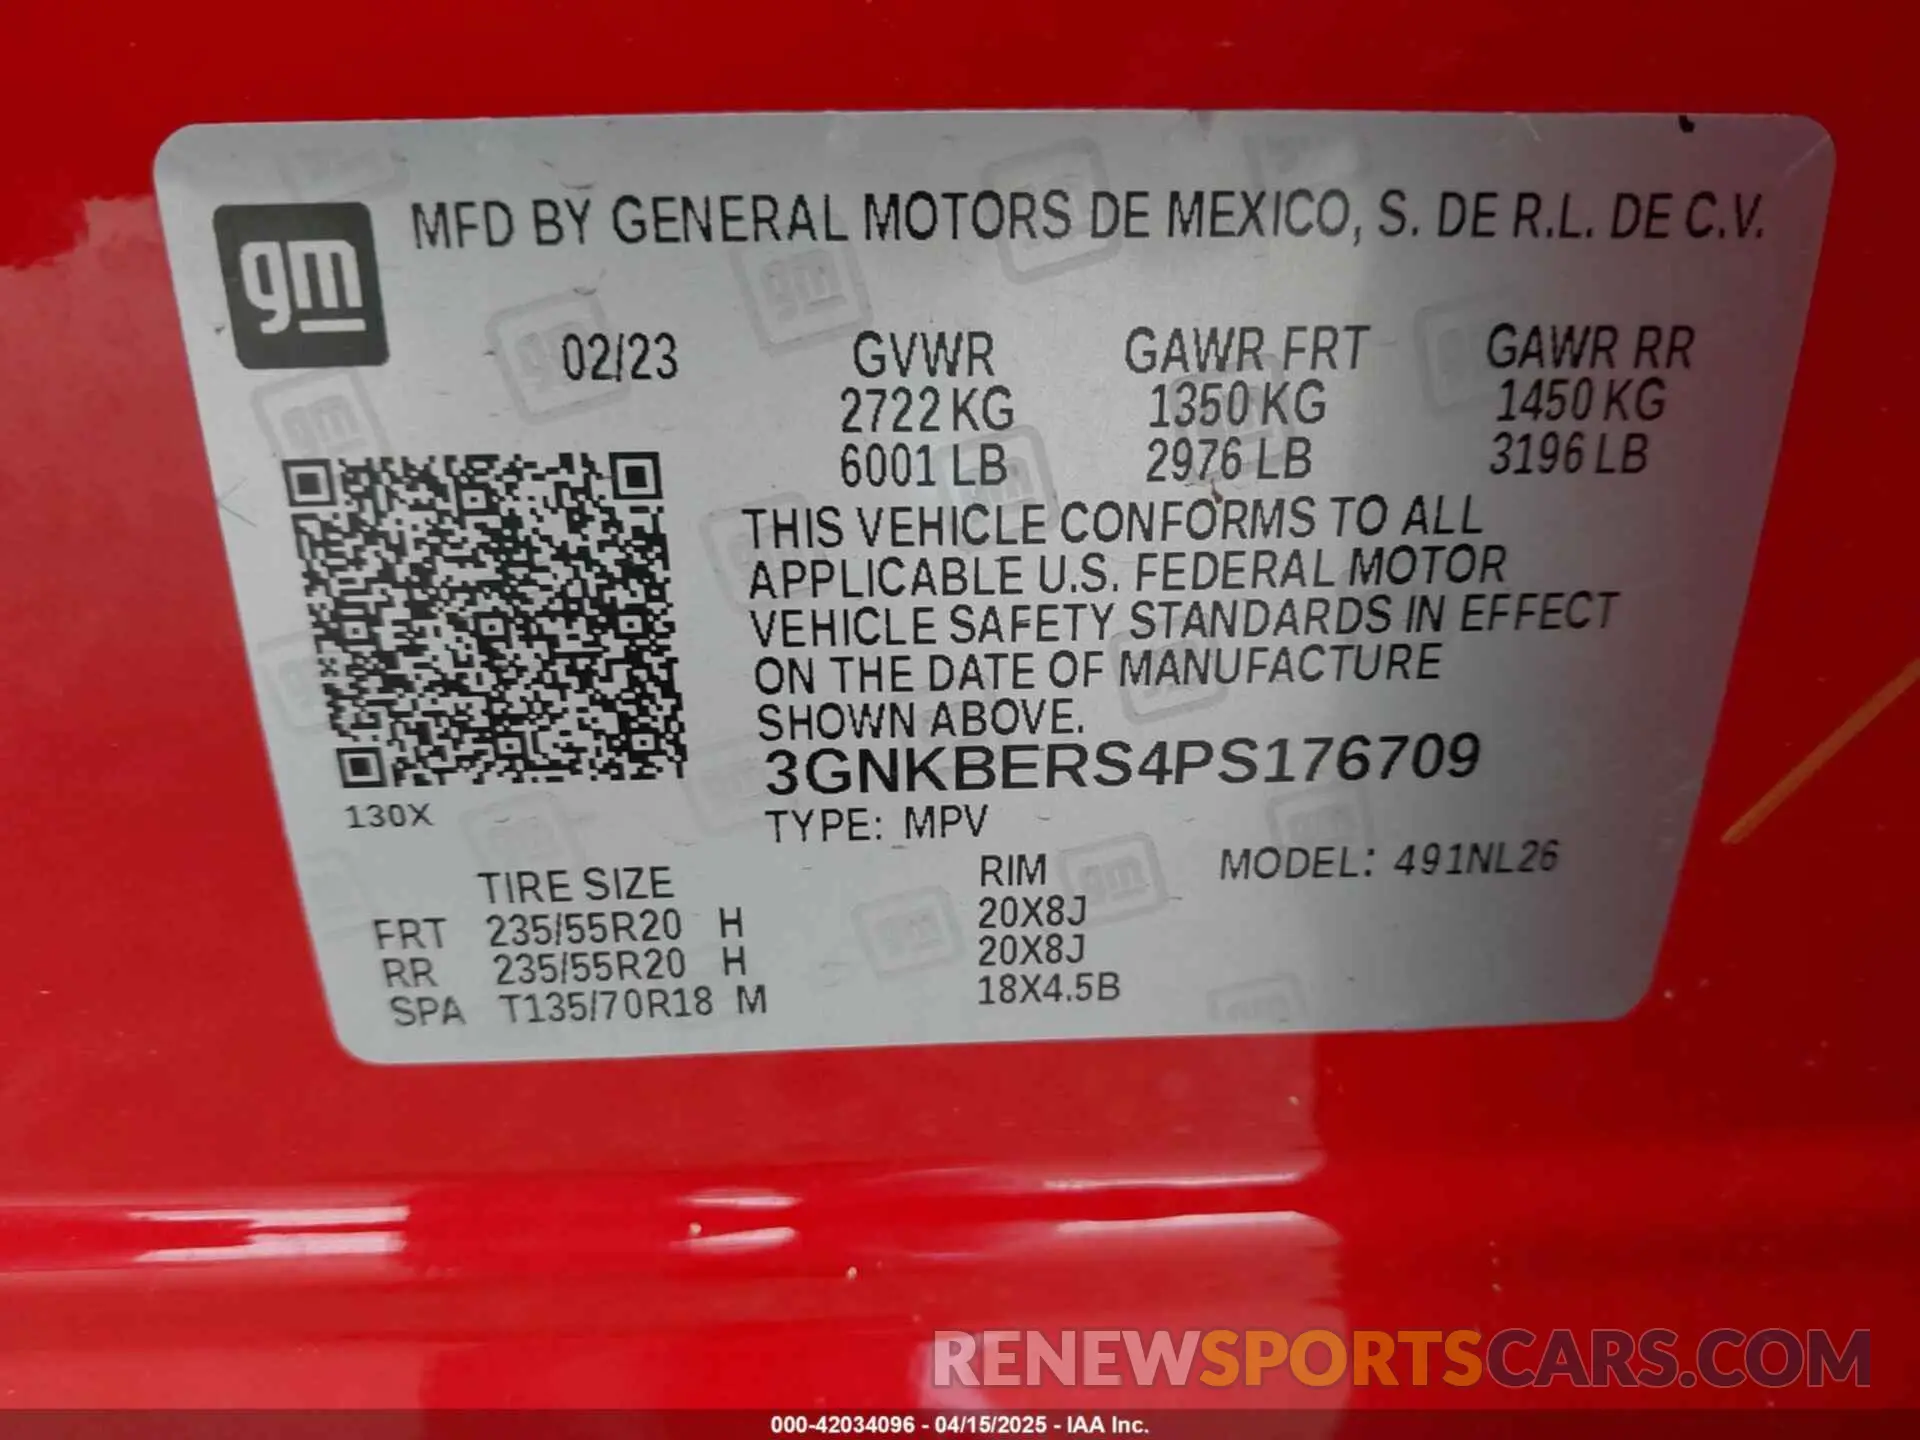 gm MFD BY GENERAL MOTORS DE MEXICO, S. DE R.L. DE C.V.
02/23 GVWR GAWR FRT GAWR RR
2722 KG 1350 KG 1450 KG
6001 LB 2976 LB 3196 LB
THIS VEHICLE CONFORMS TO ALL
APPLICABLE U.S. FEDERAL MOTOR
VEHICLE SAFETY STANDARDS IN EFFECT
ON THE DATE OF MANUFACTURE
SHOWN ABOVE.
3GNKBERS4PS176709
130X
TYPE: MPV
TIRE SIZE RIM MODEL: 491NL26
FRT 235/55R20 H 20X8J
RR 235/55R20 H 20X8J
SPA T135/70R18 M 18X4.5B
RENEWSPORTSCARS.COM
000-42034096 - 04/15/2025 - IAA Inc.